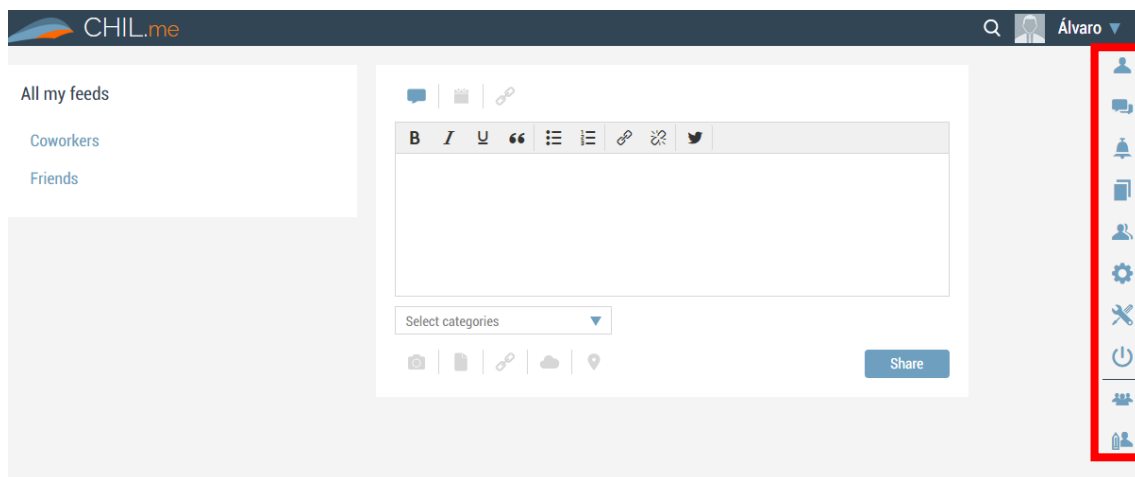 CHIL.me
Álvaro
All my feeds
Coworkers
Friends
B I U
Select categories
Share